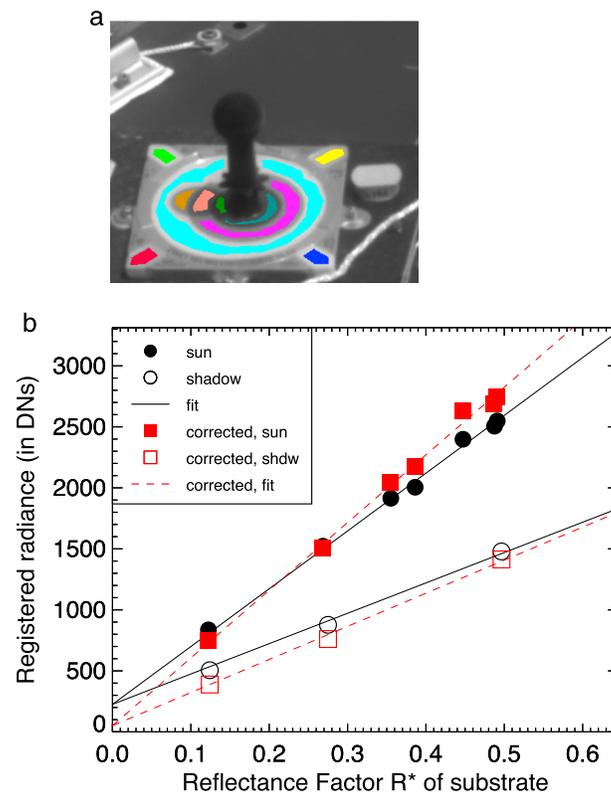 a
b
3000
2500
2000
1500
1000
500
0
Registered radiance (in DNs)
sun
shadow
fit
corrected, sun
corrected, shdw
corrected, fit
0.0 0.1 0.2 0.3 0.4 0.5 0.6
Reflectance Factor R* of substrate